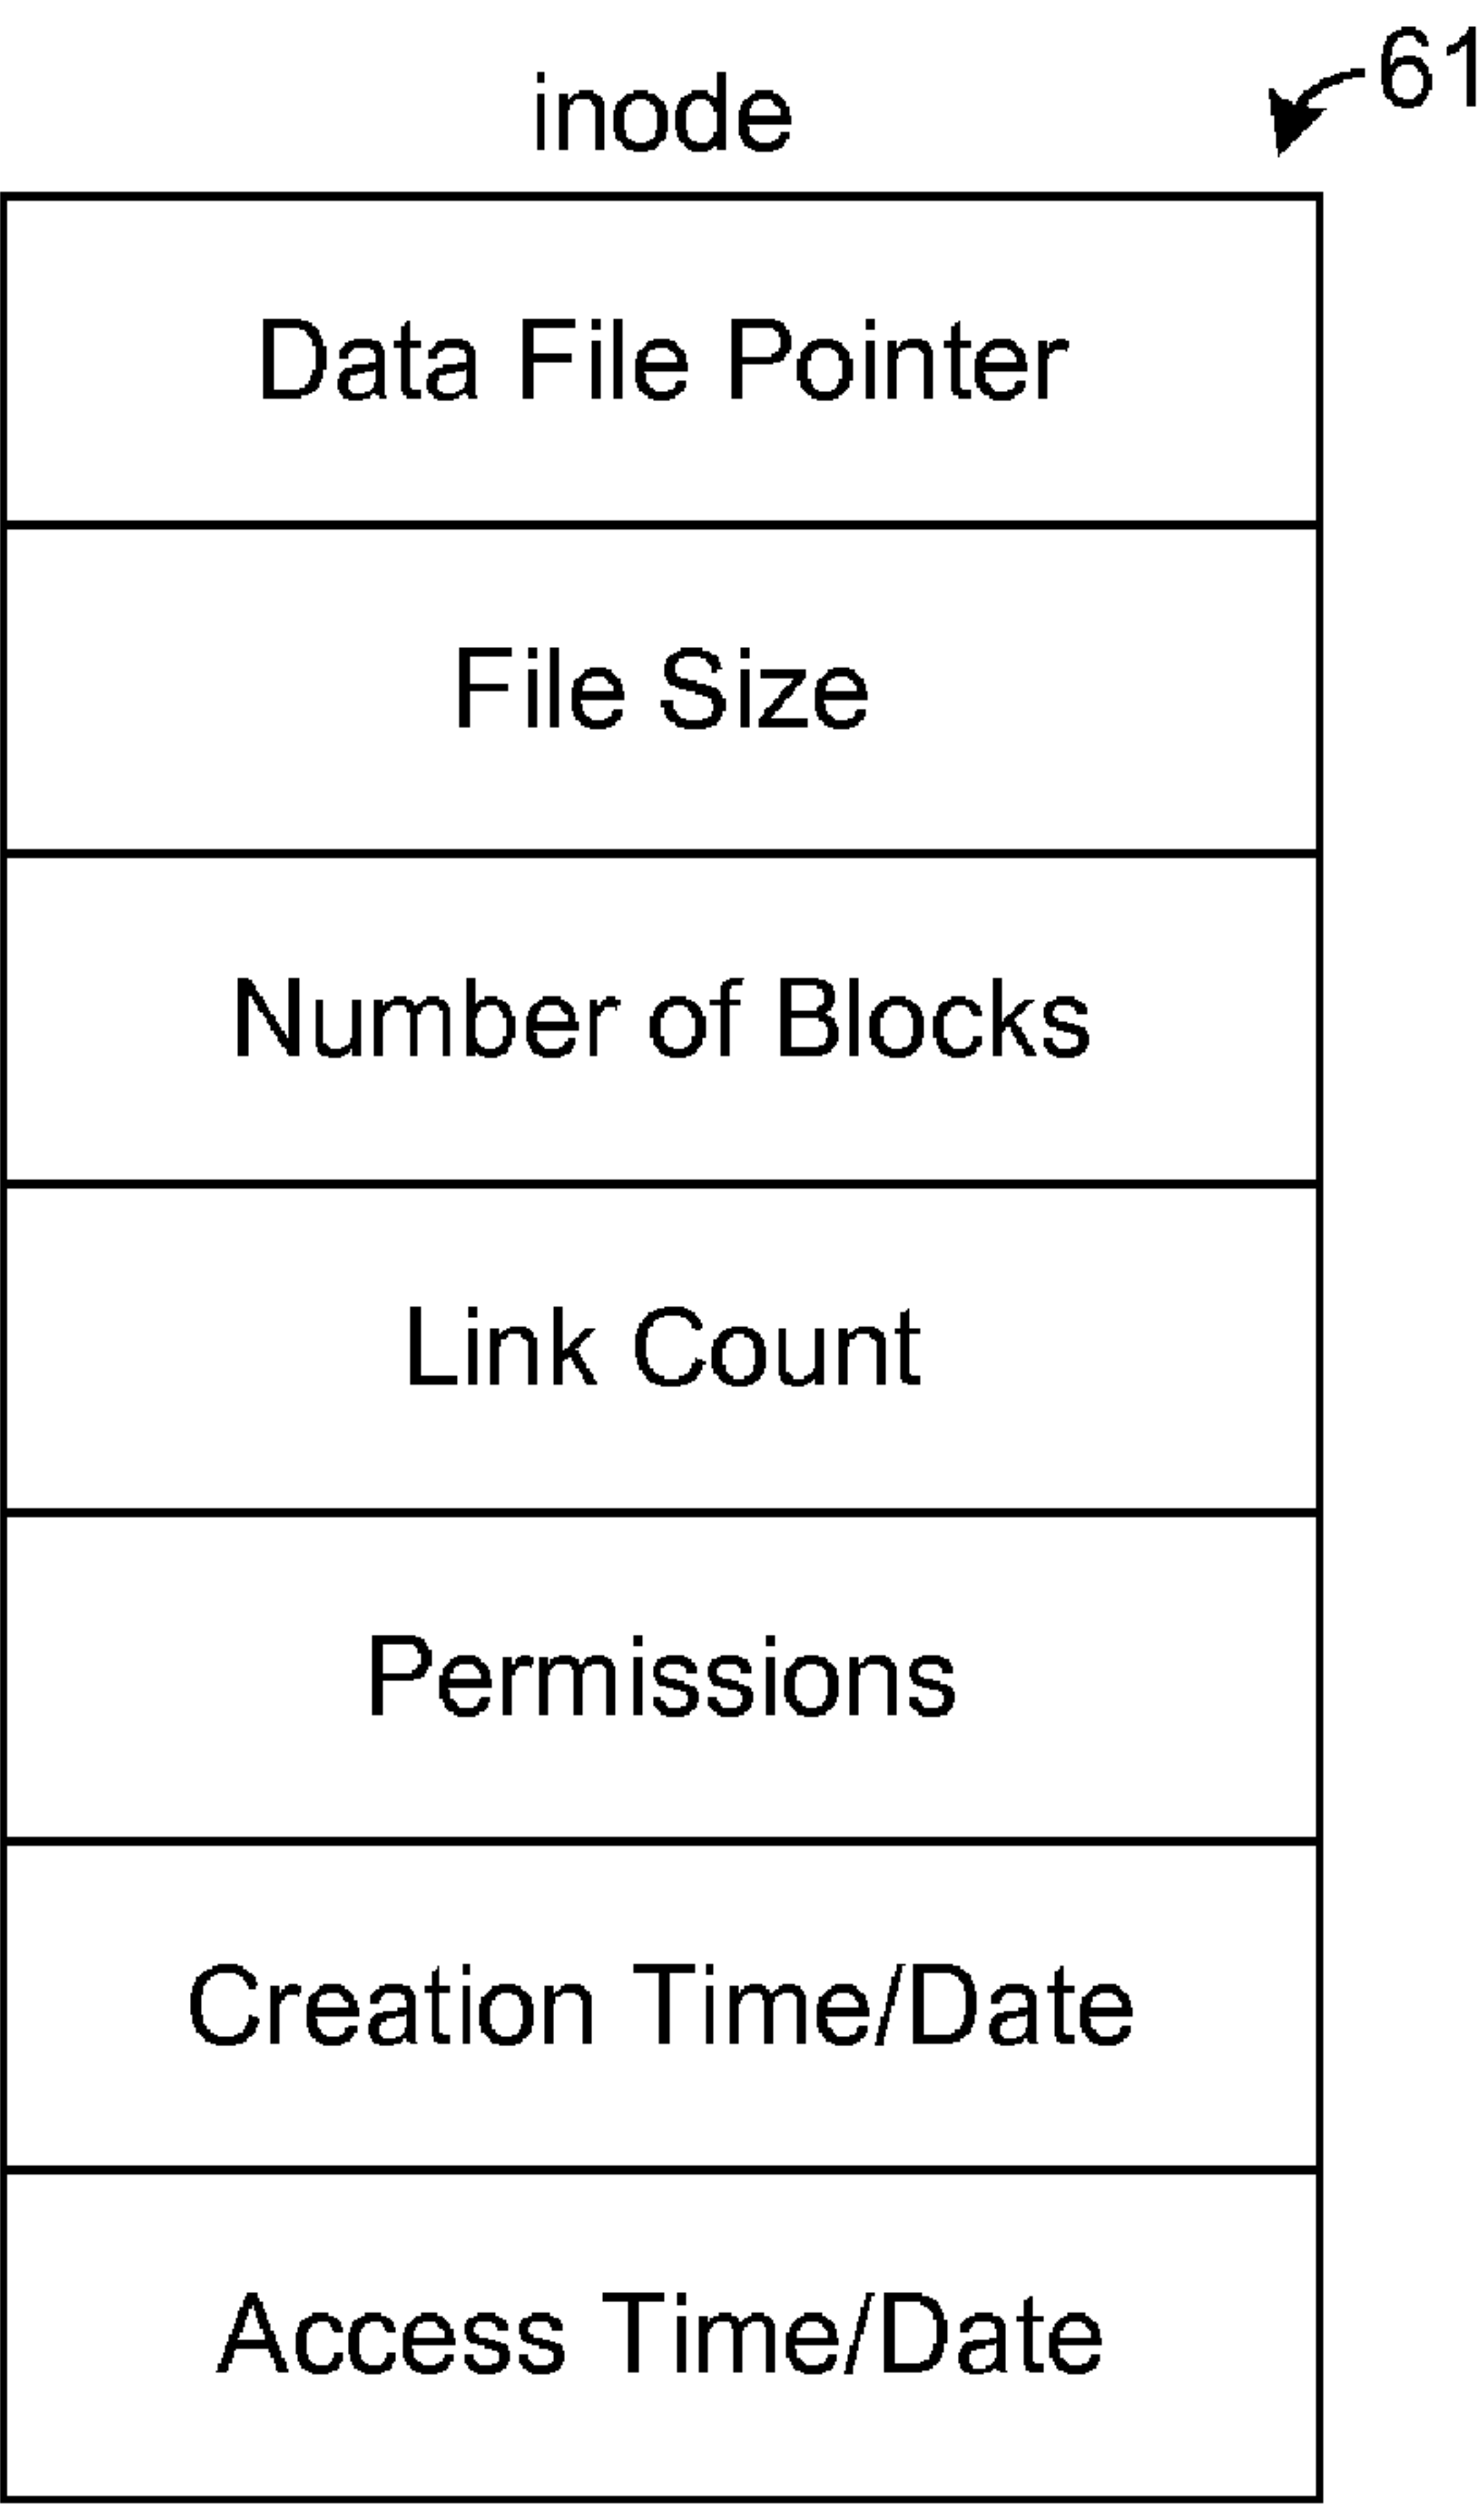 61
inode
Data File Pointer
File Size
Number of Blocks
Link Count
Permissions
Creation Time/Date
Access Time/Date